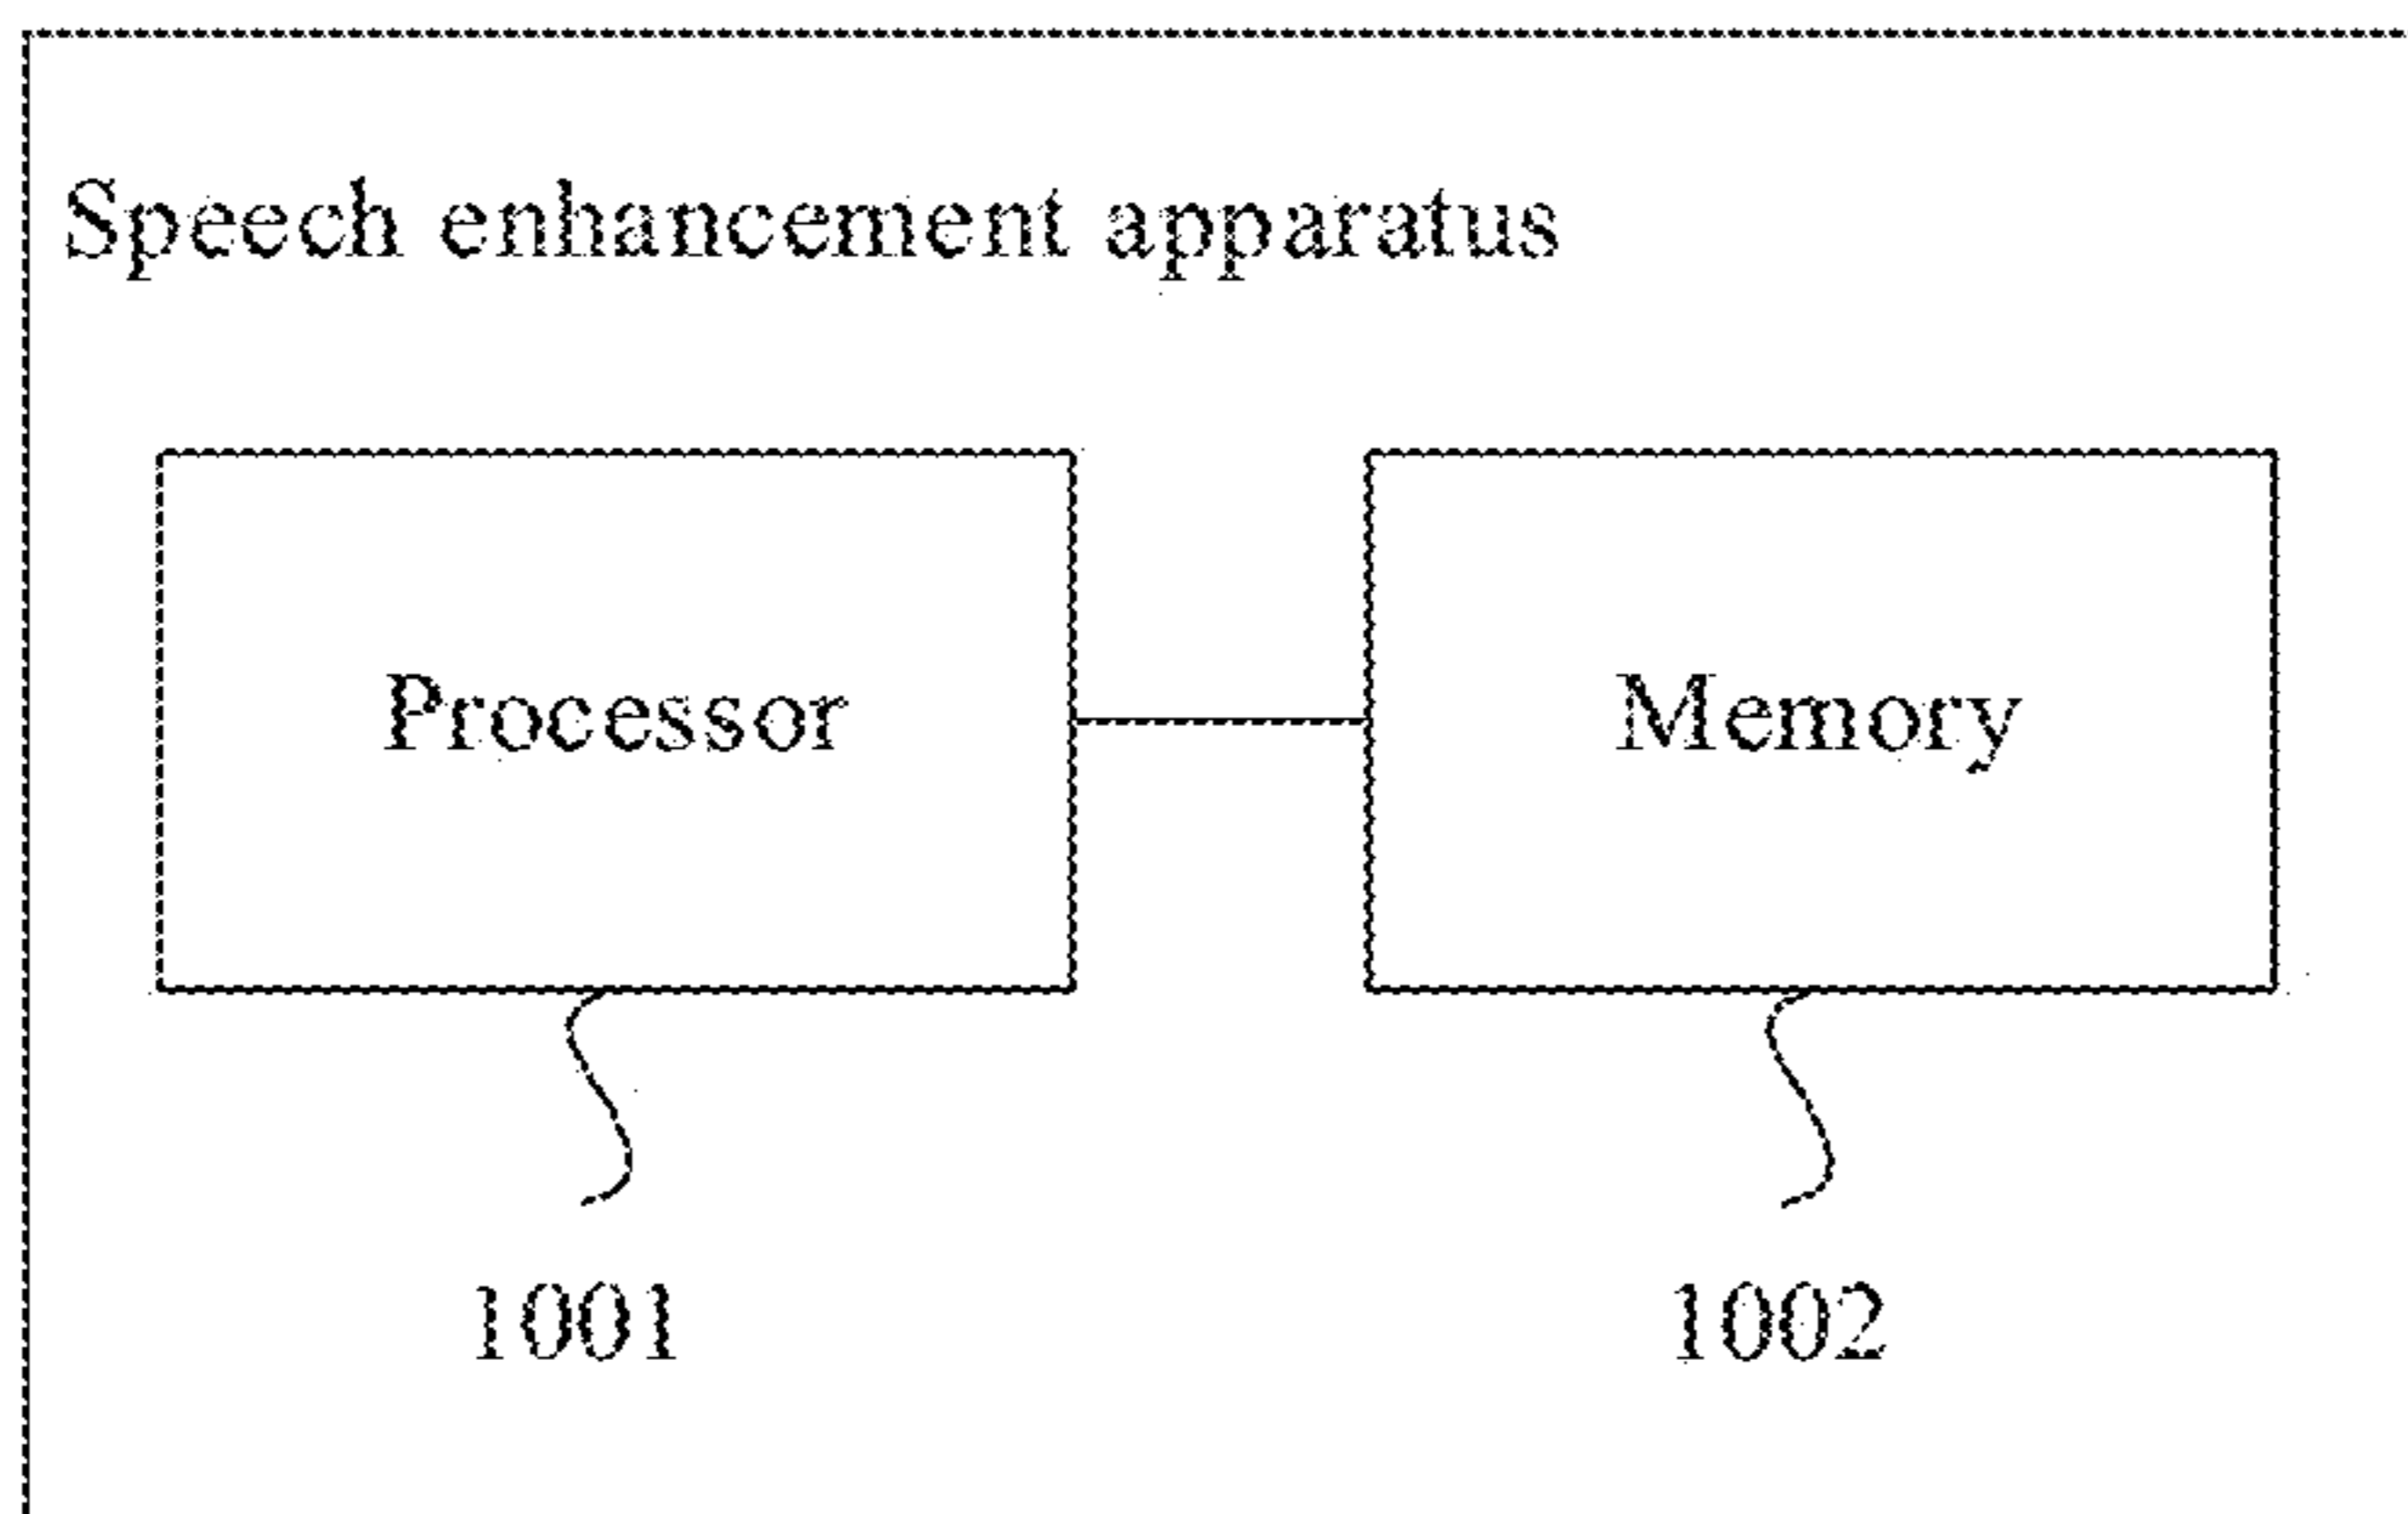 Speech enhancement apparatus
Processor
Memory
1001
1002